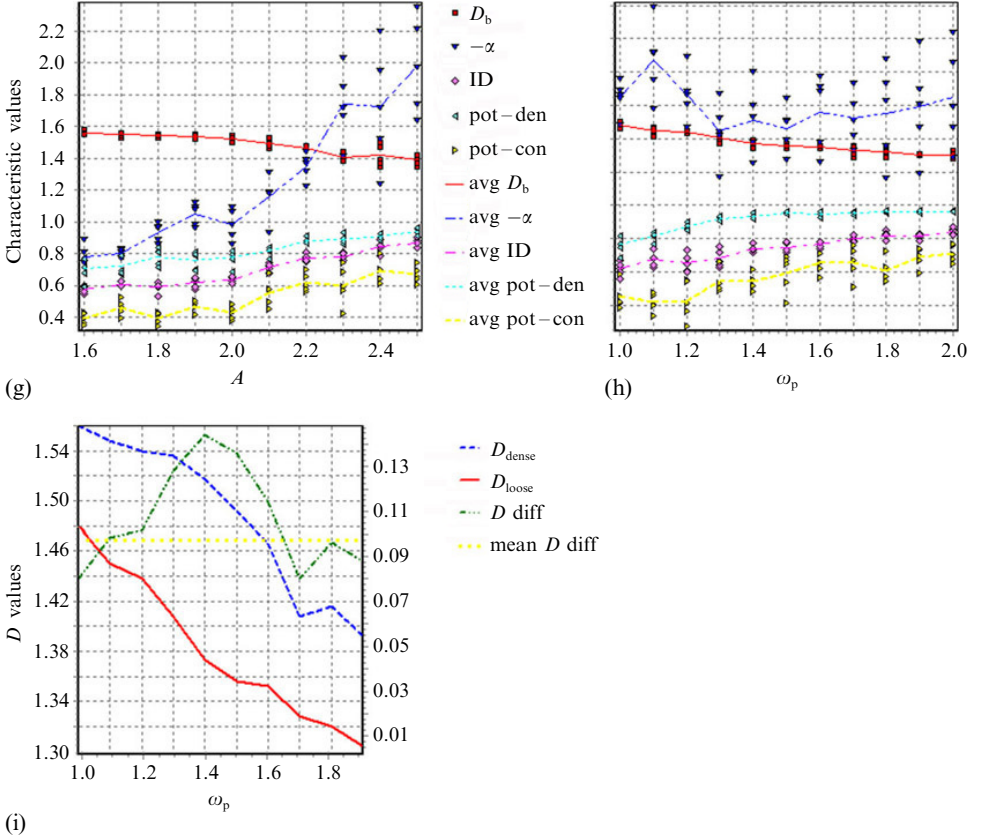 2.2
2.0
1.8
1.6
1.4
1.2
1.0
0.8
0.6
0.4
Characteristic values
1.6 1.8 2.0 2.2 2.4
A
(g)
D_b
−α
ID
pot−den
pot−con
avg D_b
avg −α
avg ID
avg pot−den
avg pot−con
1.0 1.2 1.4 1.6 1.8 2.0
ω_p
(h)
1.54
1.50
1.46
1.42
1.38
1.34
1.30
D values
0.13
0.11
0.09
0.07
0.05
0.03
0.01
1.0 1.2 1.4 1.6 1.8
ω_p
(i)
D_dense
D_loose
D diff
mean D diff